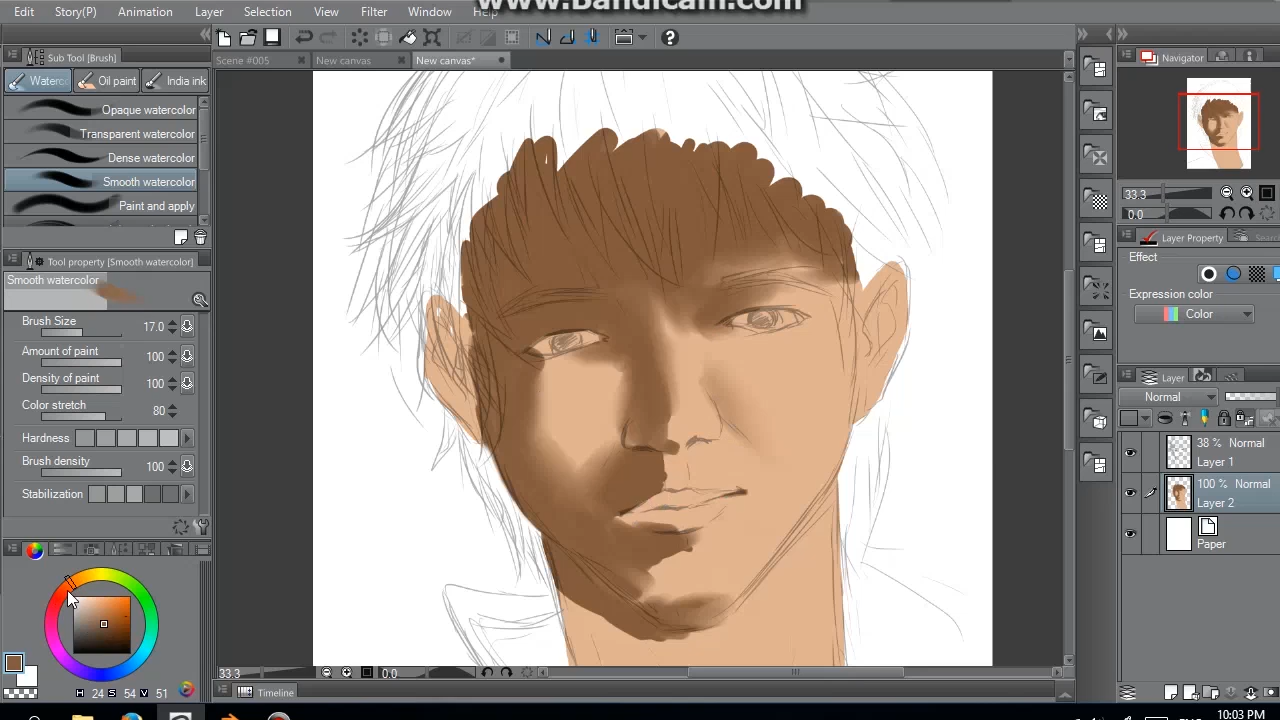 www.Bandicam.com
Edit Story(P) Animation Layer Selection View Filter Window Help
Sub Tool [Brush]
Scene #005 New canvas New canvas*
Navigator
Oil paint India ink
Opaque watercolor
Transparent watercolor
Dense watercolor
Smooth watercolor
Paint and apply
33.3
0.0
Layer Property
Tool property [Smooth watercolor]
Smooth watercolor
Effect
Expression color
Color
Brush Size 17.0
Amount of paint 100
Density of paint 100
Color stretch 80
Hardness
Brush density 100
Stabilization
Layer
Normal
38 % Normal
Layer 1
100 % Normal
Layer 2
Paper
33.3 0.0
Timeline
H 24 S 54 V 51
10:03 PM